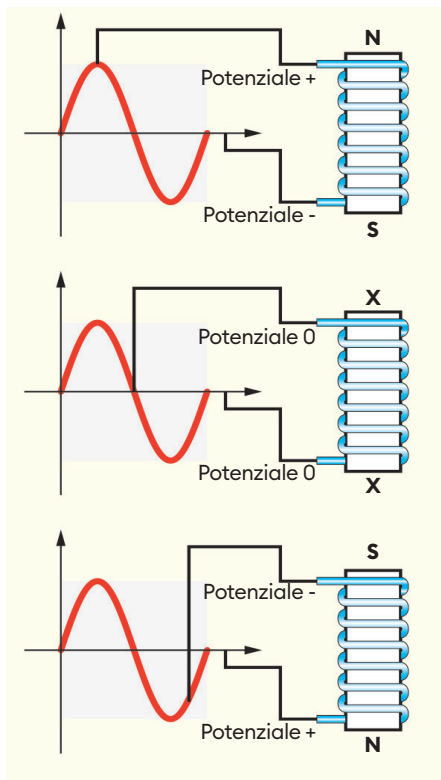 N
Potenziale +
Potenziale -
S
X
Potenziale 0
Potenziale 0
X
S
Potenziale -
Potenziale +
N